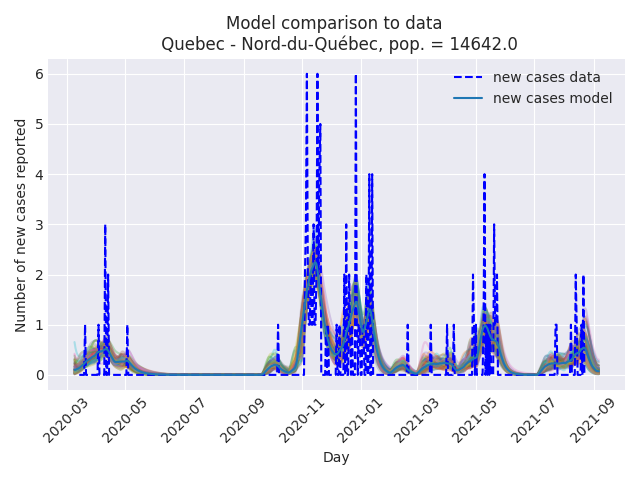 Model comparison to data
Quebec - Nord-du-Québec, pop. = 14642.0
new cases data
new cases model
Number of new cases reported
6
5
4
3
2
1
0
2020-03
2020-05
2020-07
2020-09
2020-11
2021-01
2021-03
2021-05
2021-07
2021-09
Day